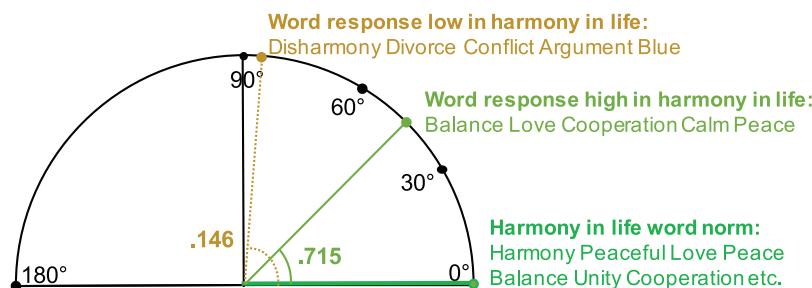 Word response low in harmony in life:
Disharmony Divorce Conflict Argument Blue
90°
60°
Word response high in harmony in life:
Balance Love Cooperation Calm Peace
30°
.146
.715
Harmony in life word norm:
Harmony Peaceful Love Peace
180°
0°
Balance Unity Cooperation etc.